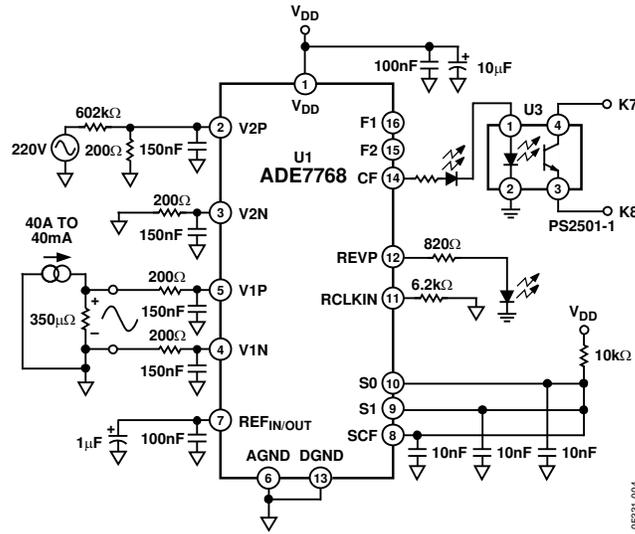 VDD
100nF
10μF
1
VDD
U3
K7
1
4
2
3
K8
PS2501-1
602kΩ
220V
200Ω
150nF
2
V2P
U1
ADE7768
F1
16
F2
15
CF
14
200Ω
150nF
3
V2N
40A TO
40mA
350μΩ
+
–
200Ω
150nF
5
V1P
200Ω
150nF
4
V1N
REVP
12
820Ω
RCLKIN
11
6.2kΩ
VDD
10kΩ
S0
10
S1
9
SCF
8
10nF
10nF
10nF
1μF
+
100nF
7
REFIN/OUT
AGND
DGND
6
13
05331-004